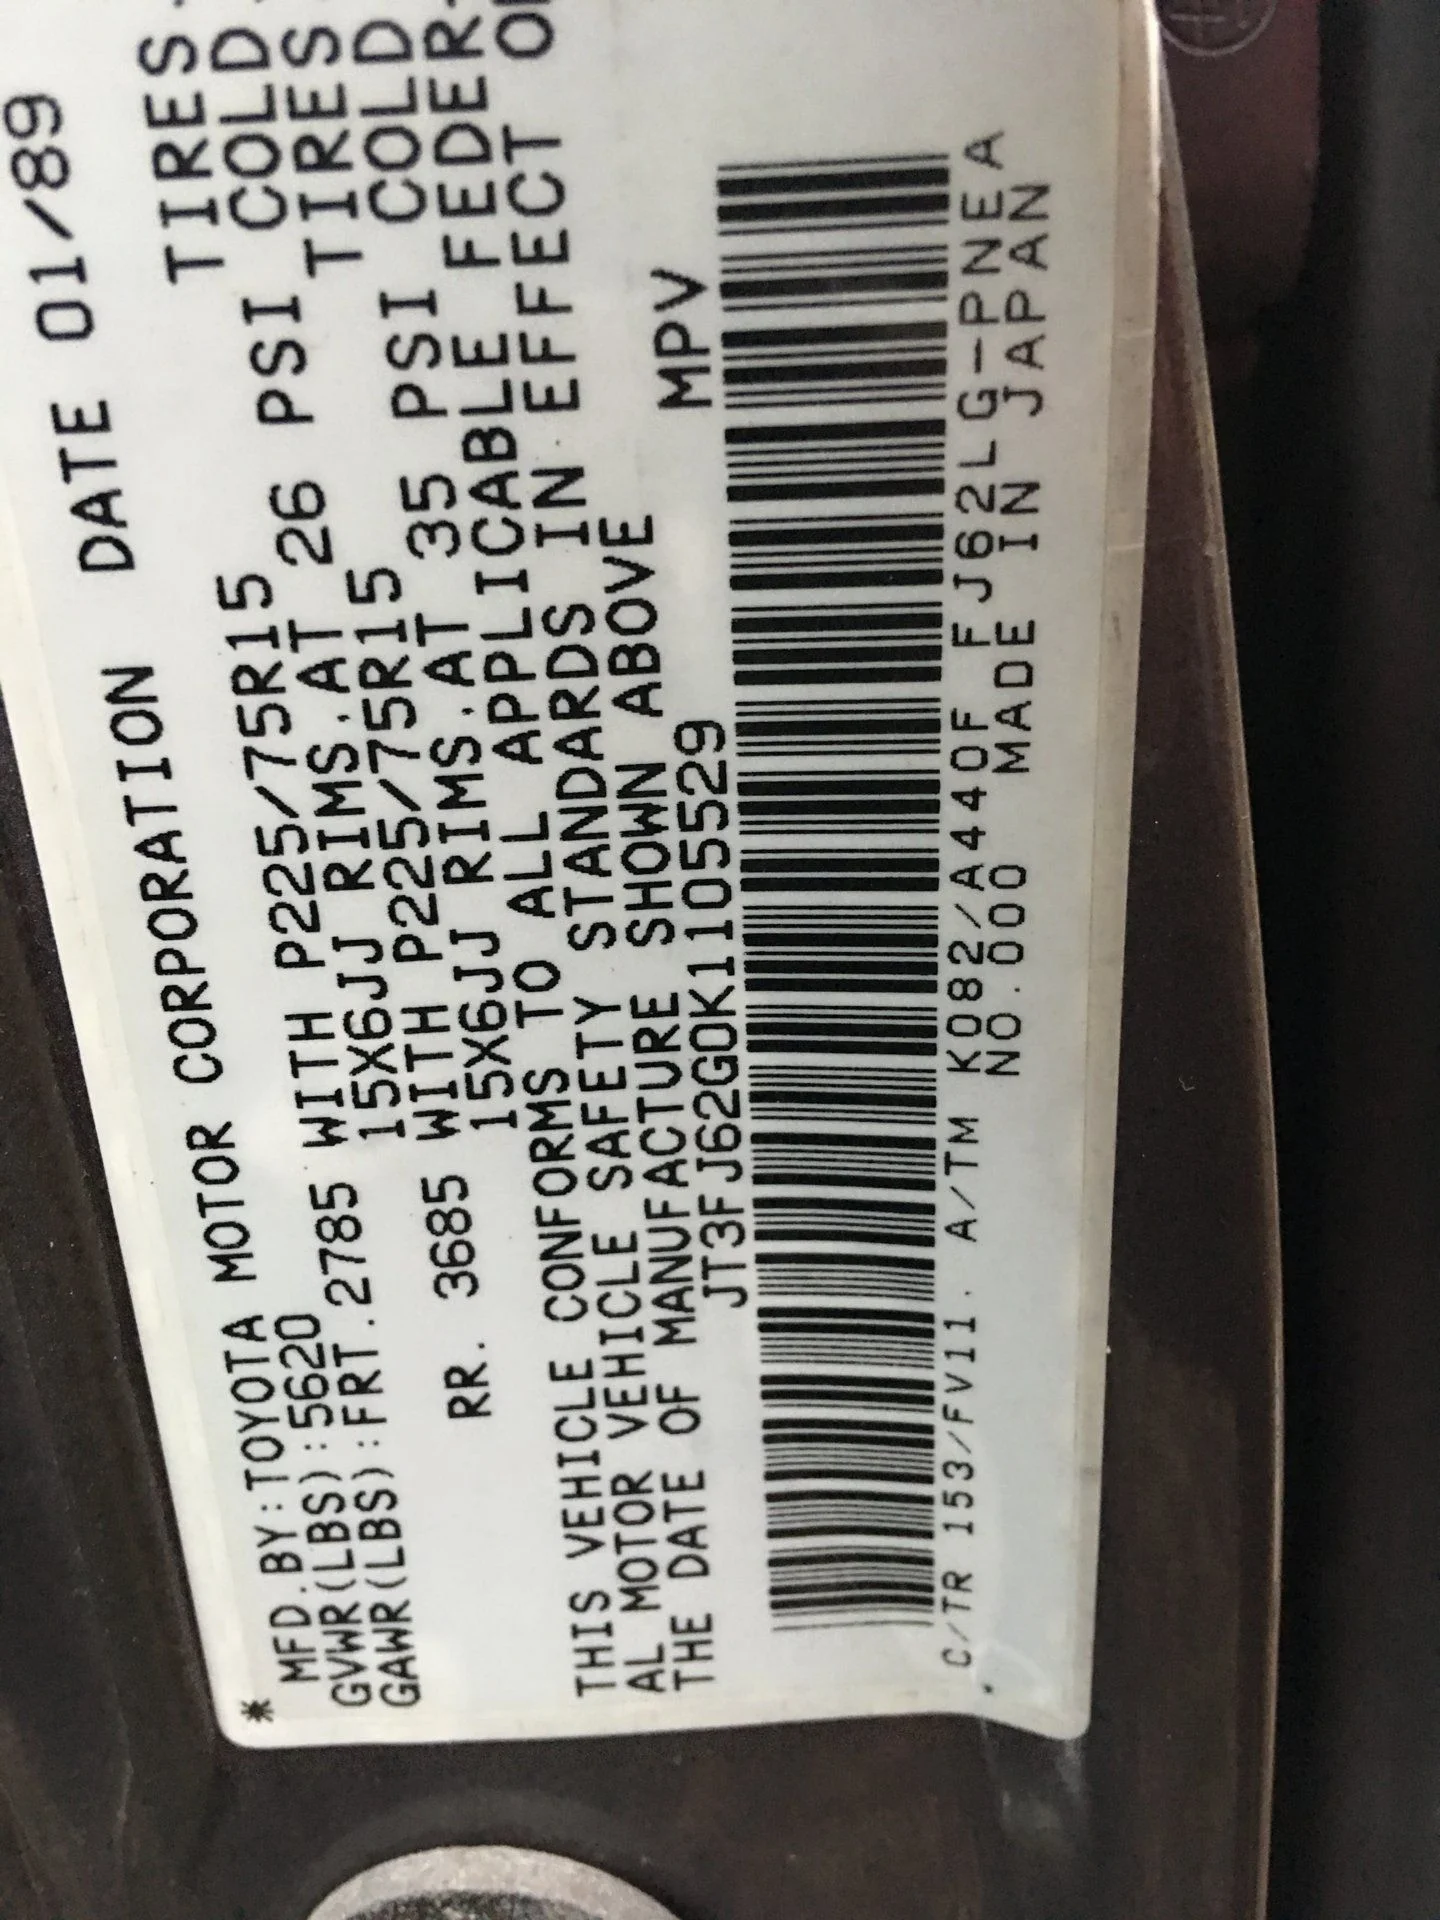 *
MFD.BY:TOYOTA MOTOR CORPORATION DATE 01/89
GVWR(LBS):5620
GAWR(LBS):FRT.2785 WITH P225/75R15 TIRES
15X6JJ RIMS.AT 26 PSI COLD
RR. 3685 WITH P225/75R15 TIRES
15X6JJ RIMS.AT 35 PSI COLD
THIS VEHICLE CONFORMS TO ALL APPLICABLE FEDER-
AL MOTOR VEHICLE SAFETY STANDARDS IN EFFECT
THE DATE OF MANUFACTURE SHOWN ABOVE
JT3FJ62G0K1105529 MPV
C/TR 153/FV11. A/TM K082/A440F FJ62LG-PNEA
NO.000 MADE IN JAPAN